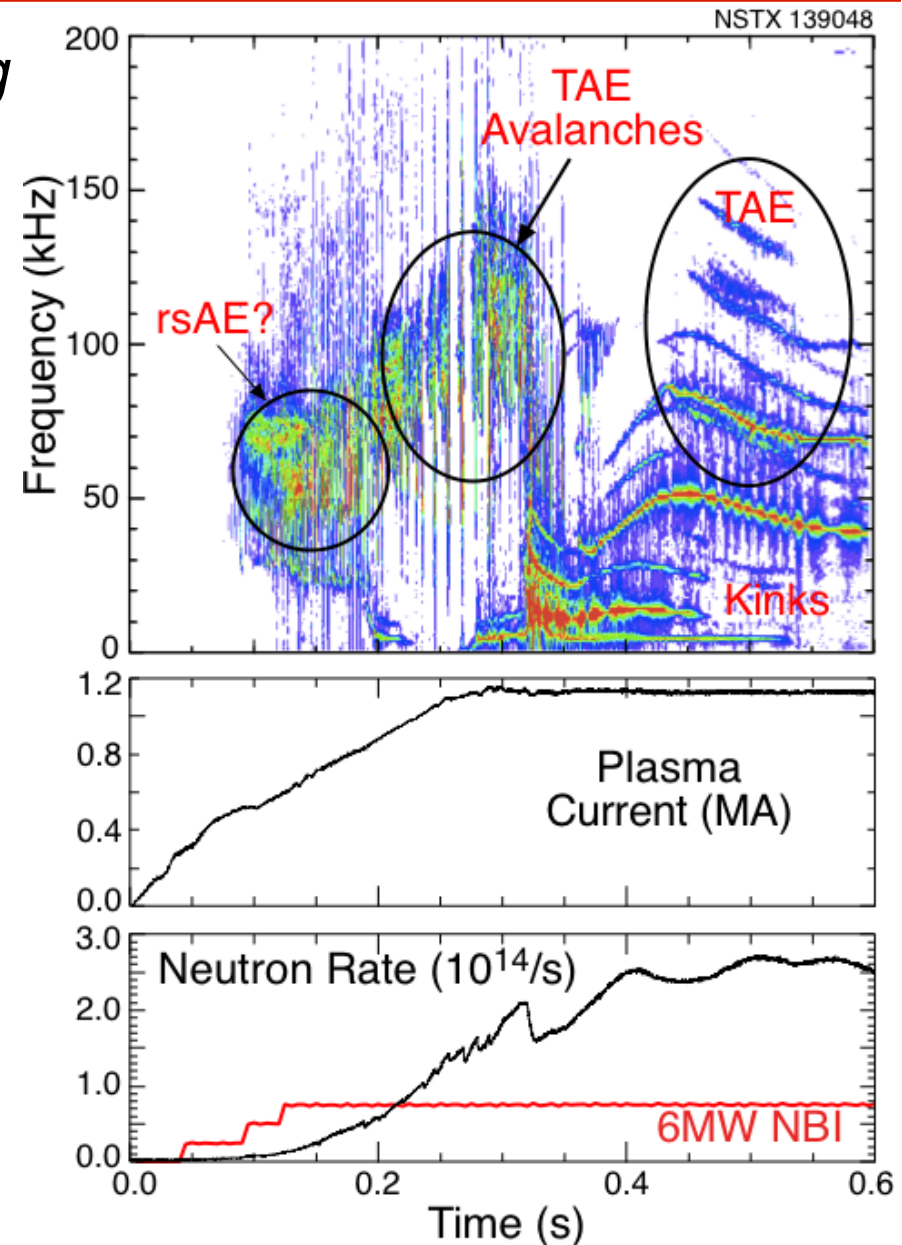 NSTX 139048
g
200
150
100
50
0
Frequency (kHz)
TAE
Avalanches
TAE
rsAE?
Kinks
1.2
0.8
0.4
0.0
Plasma
Current (MA)
3.0
2.0
1.0
0.0
Neutron Rate (10¹⁴/s)
6MW NBI
0.0 0.2 0.4 0.6
Time (s)